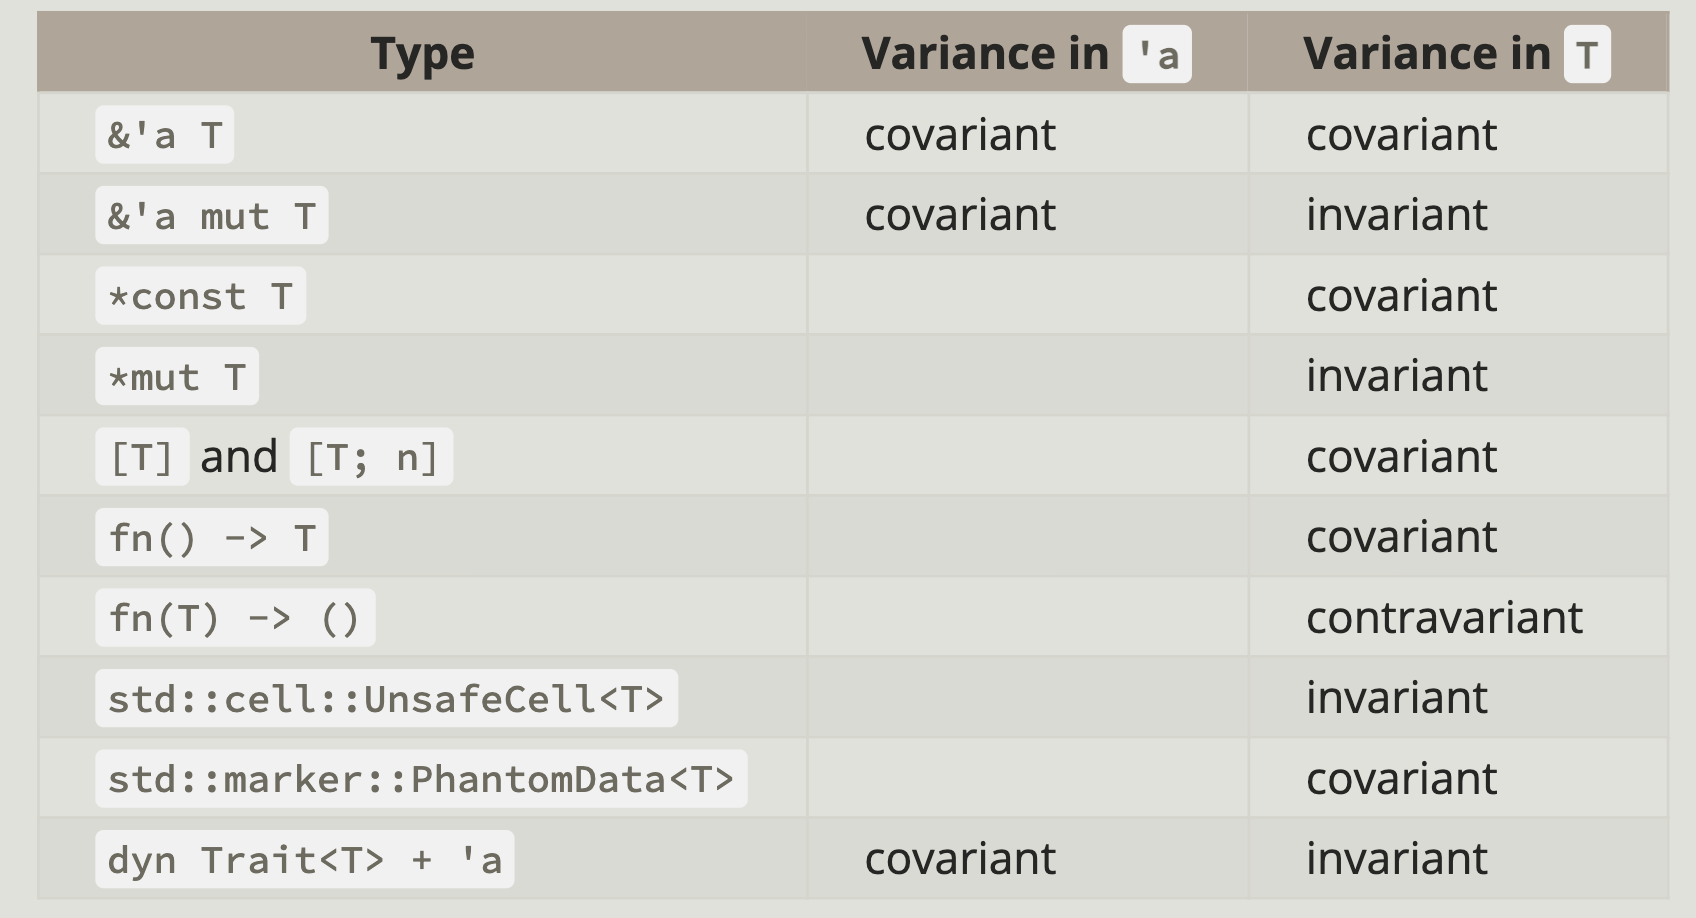 Type Variance in 'a Variance in T
&'a T covariant covariant
&'a mut T covariant invariant
*const T covariant
*mut T invariant
[T] and [T; n] covariant
fn() -> T covariant
fn(T) -> () contravariant
std::cell::UnsafeCell<T> invariant
std::marker::PhantomData<T> covariant
dyn Trait<T> + 'a covariant invariant